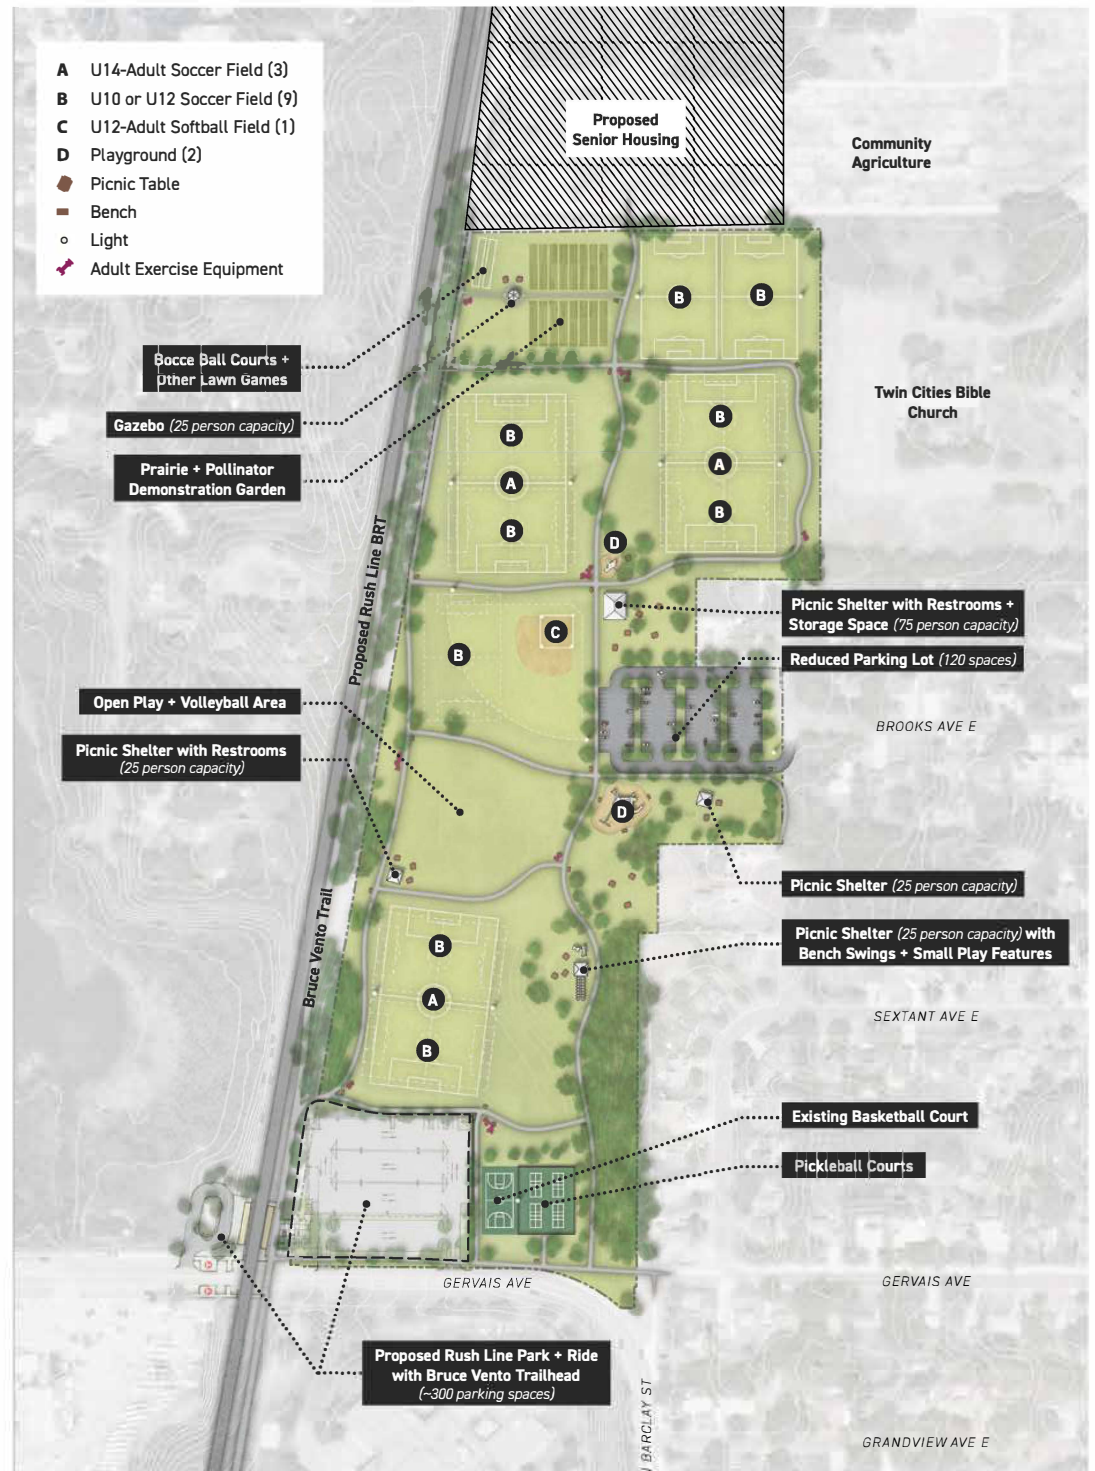 A U14-Adult Soccer Field (3)
B U10 or U12 Soccer Field (9)
C U12-Adult Softball Field (1)
D Playground (2)
Picnic Table
Bench
Light
Adult Exercise Equipment
Proposed
Senior Housing
Community
Agriculture
B
B
Bocce Ball Courts +
Other Lawn Games
Gazebo (25 person capacity)
Prairie + Pollinator
Demonstration Garden
Twin Cities Bible
Church
B
A
B
B
A
B
D
Proposed Rush Line BRT
C
B
Picnic Shelter with Restrooms +
Storage Space (75 person capacity)
Reduced Parking Lot (120 spaces)
BROOKS AVE E
Open Play + Volleyball Area
Picnic Shelter with Restrooms
(25 person capacity)
D
Picnic Shelter (25 person capacity)
Picnic Shelter (25 person capacity) with
Bench Swings + Small Play Features
Bruce Vento Trail
B
A
B
SEXTANT AVE E
Existing Basketball Court
Pickleball Courts
GERVAIS AVE
GERVAIS AVE
Proposed Rush Line Park + Ride
with Bruce Vento Trailhead
(~300 parking spaces)
BARCLAY ST
GRANDVIEW AVE E